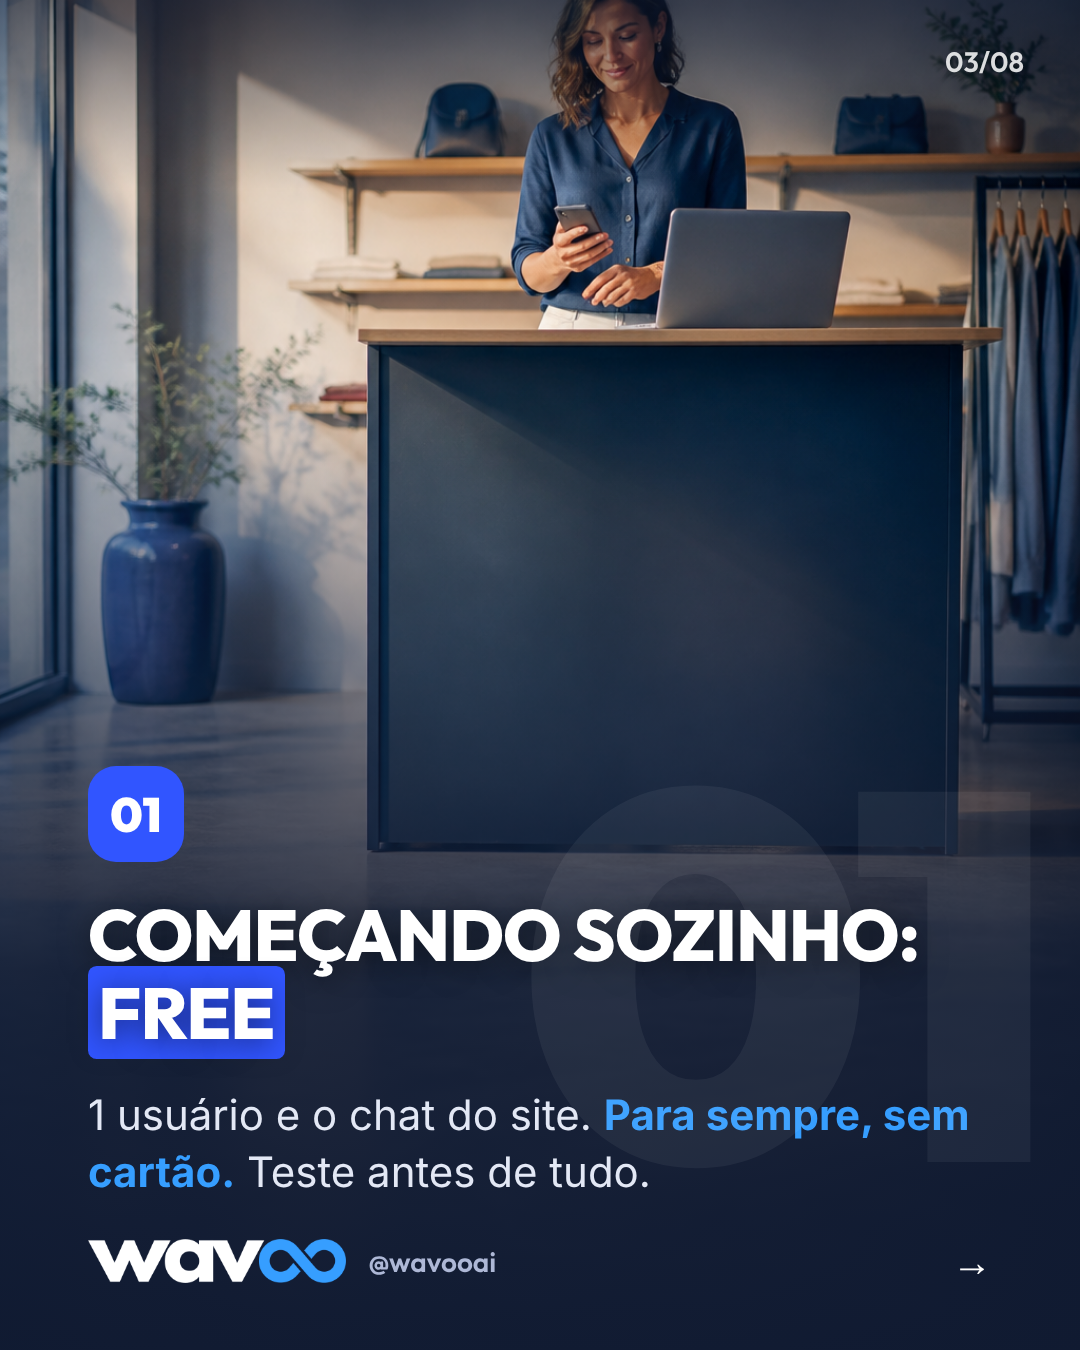 03/08
01
COMEÇANDO SOZINHO:
FREE
1 usuário e o chat do site. Para sempre, sem
cartão. Teste antes de tudo.
wavoo @wavooai
→
01